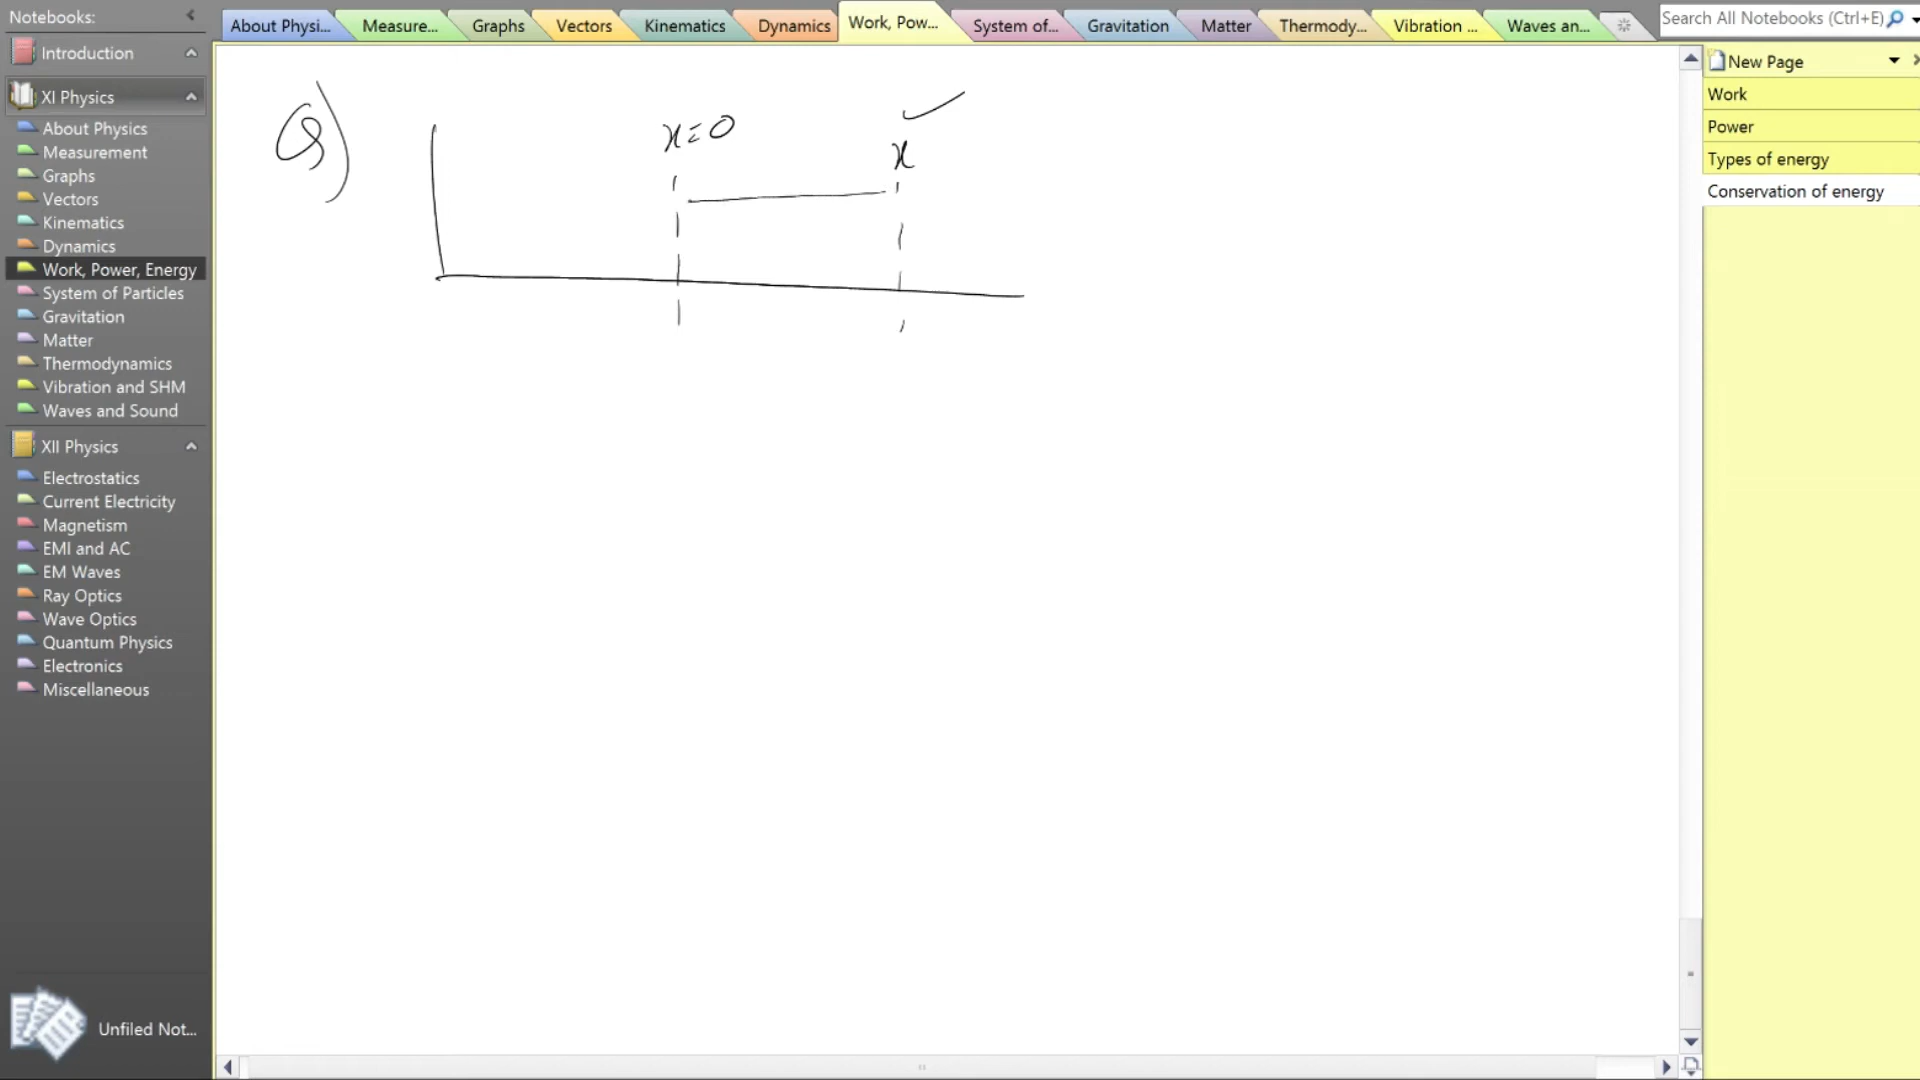 Notebooks:
Introduction
XI Physics
About Physics
Measurement
Graphs
Vectors
Kinematics
Dynamics
Work, Power, Energy
System of Particles
Gravitation
Matter
Thermodynamics
Vibration and SHM
Waves and Sound
XII Physics
Electrostatics
Current Electricity
Magnetism
EMI and AC
EM Waves
Ray Optics
Wave Optics
Quantum Physics
Electronics
Miscellaneous
Unfiled Not...
About Physi... Measure... Graphs Vectors Kinematics Dynamics Work, Pow... System of... Gravitation Matter Thermody... Vibration ... Waves an...
Search All Notebooks (Ctrl+E)
Q)
x=0
x
New Page
Work
Power
Types of energy
Conservation of energy